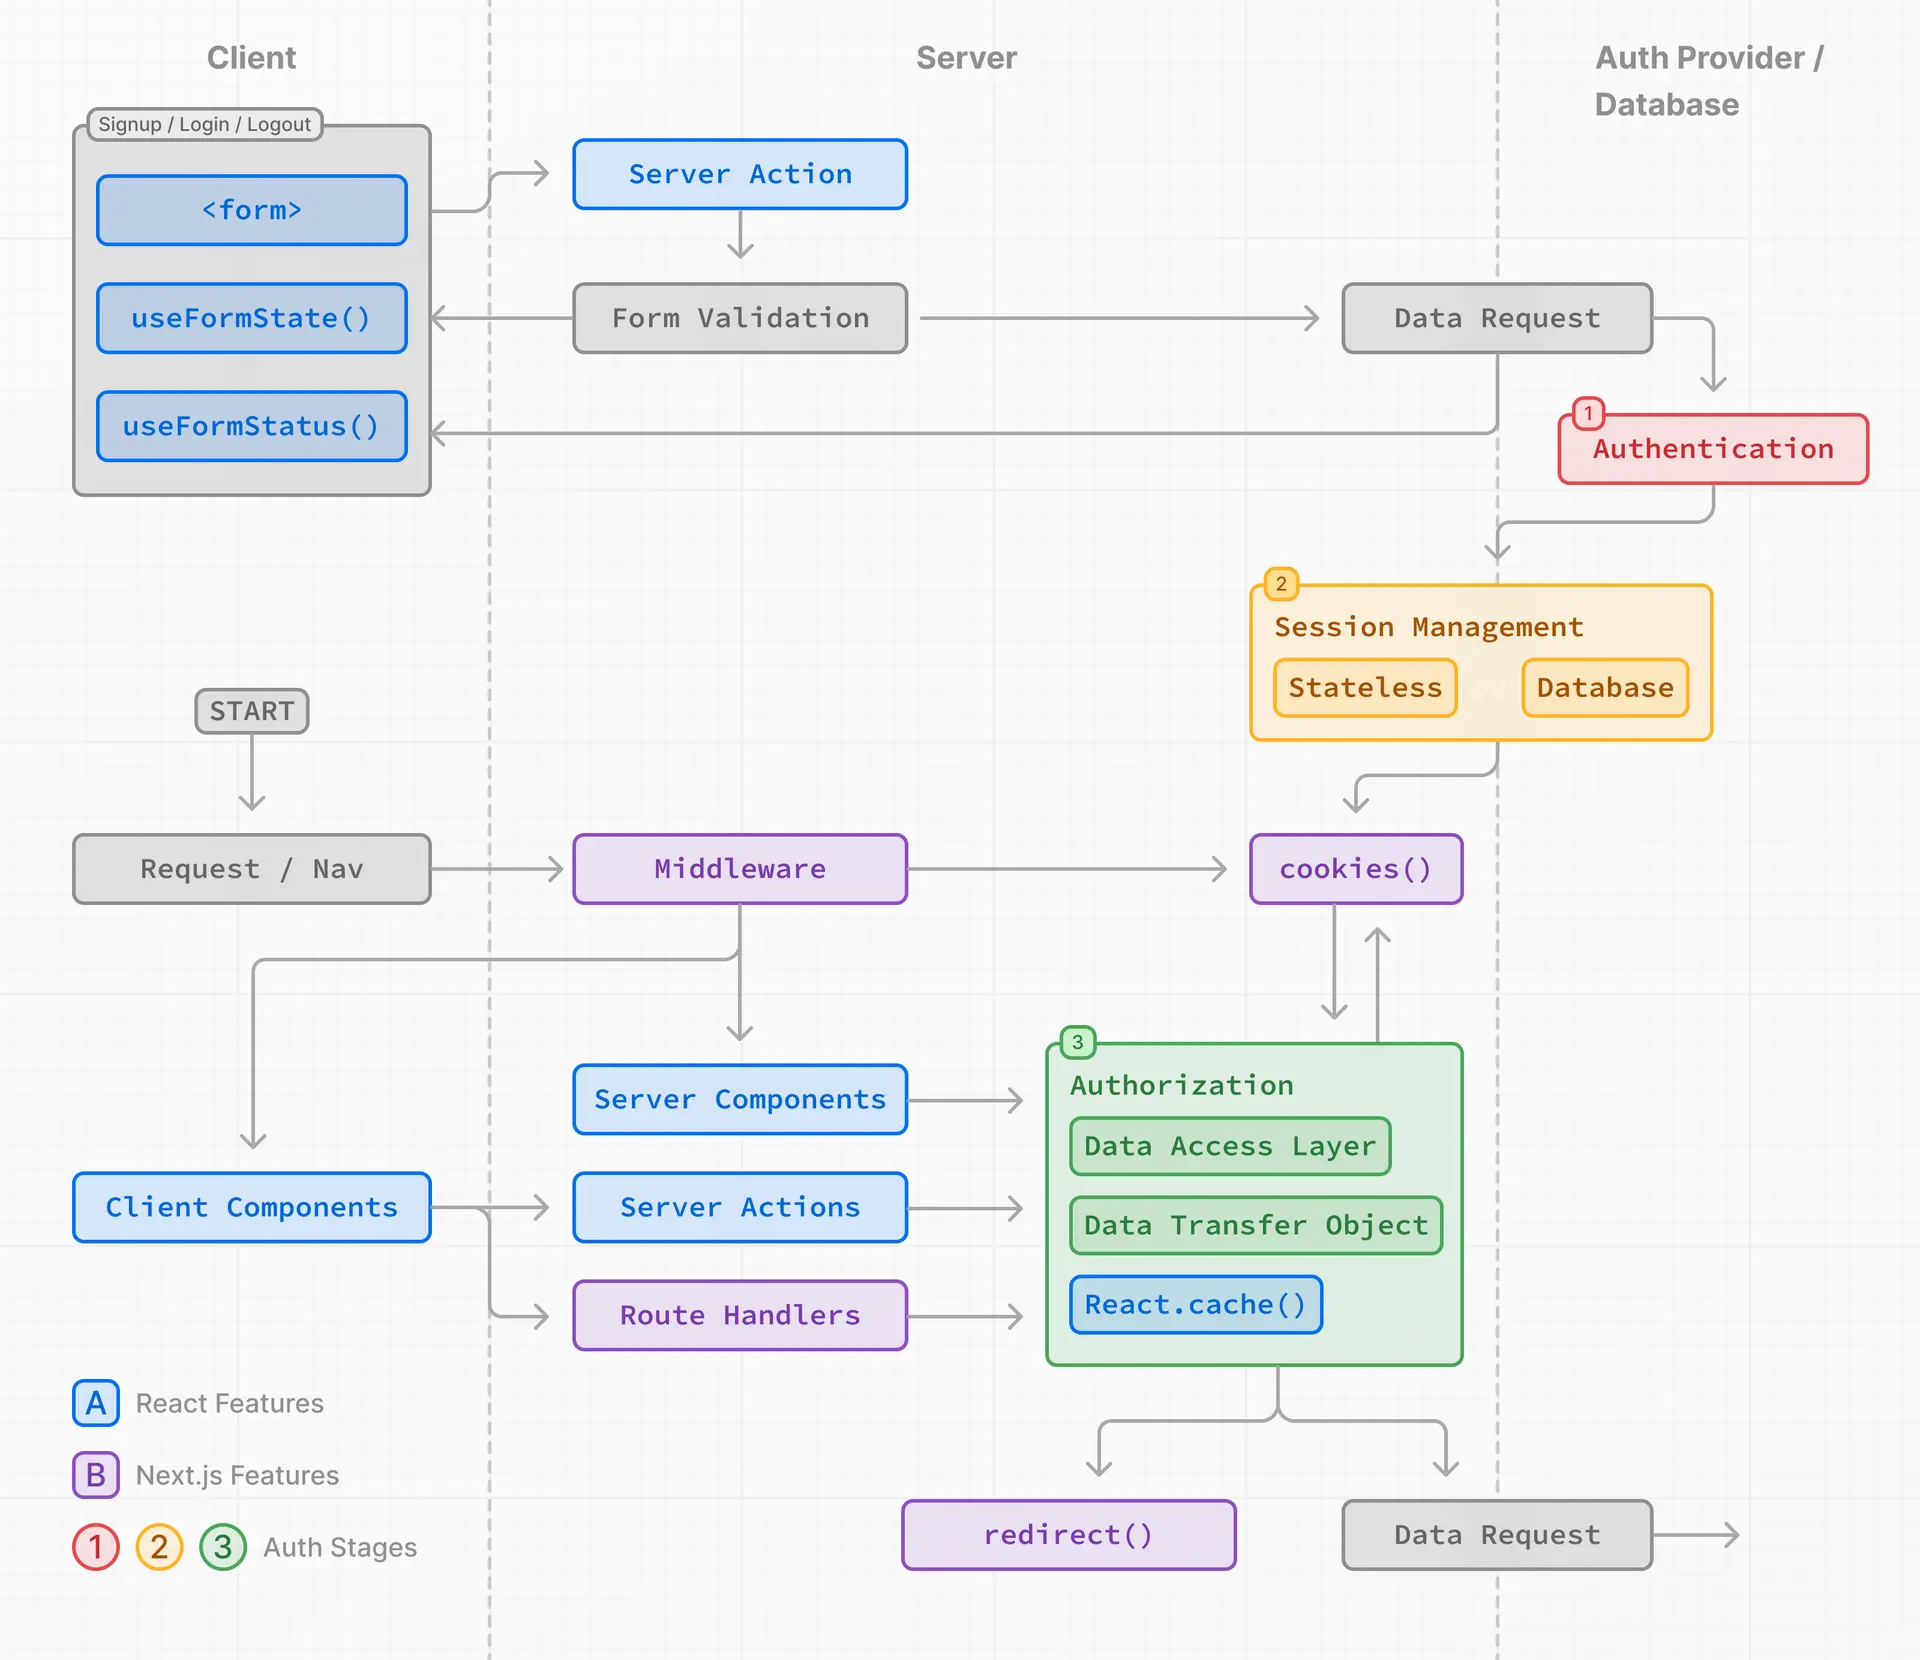 Client
Server
Auth Provider /
Database
Signup / Login / Logout
<form>
Server Action
useFormState()
Form Validation
Data Request
useFormStatus()
1
Authentication
2
Session Management
Stateless
Database
START
Request / Nav
Middleware
cookies()
3
Authorization
Server Components
Data Access Layer
Client Components
Server Actions
Data Transfer Object
Route Handlers
React.cache()
A React Features
B Next.js Features
1 2 3 Auth Stages
redirect()
Data Request